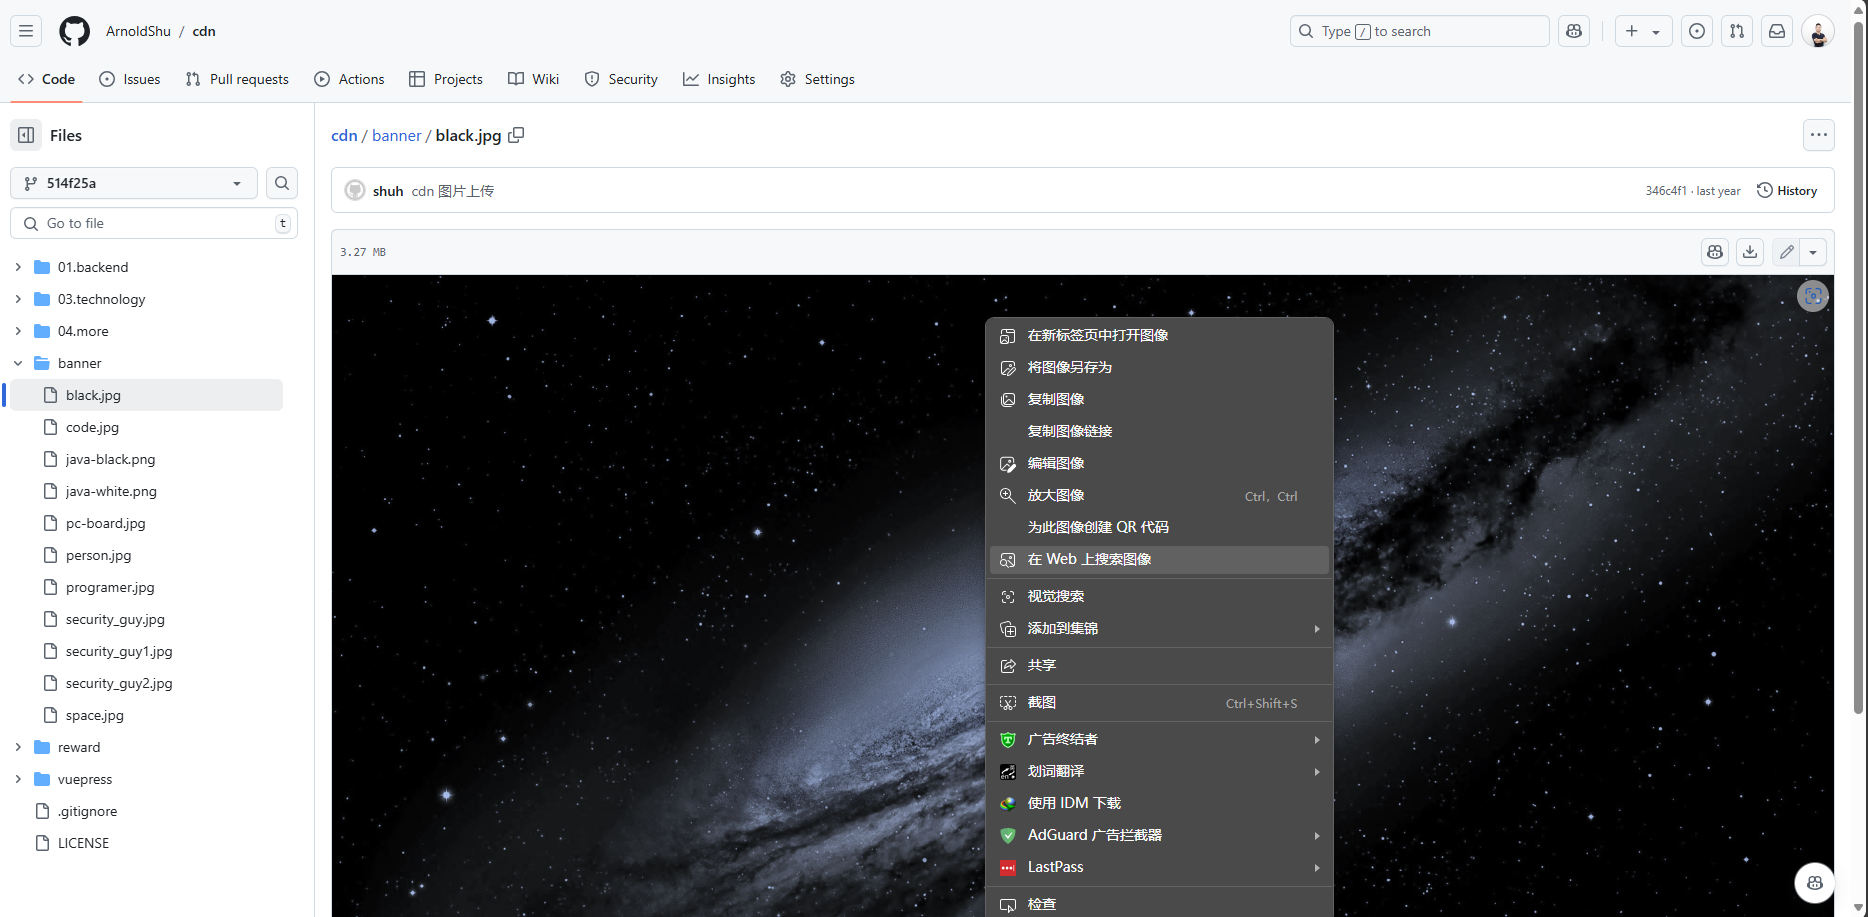 ArnoldShu / cdn
Type / to search
Code
Issues
Pull requests
Actions
Projects
Wiki
Security
Insights
Settings
Files
514f25a
Go to file
t
01.backend
03.technology
04.more
banner
black.jpg
code.jpg
java-black.png
java-white.png
pc-board.jpg
person.jpg
programer.jpg
security_guy.jpg
security_guy1.jpg
security_guy2.jpg
space.jpg
reward
vuepress
.gitignore
LICENSE
cdn / banner / black.jpg
shuh cdn 图片上传
346c4f1 · last year
History
3.27 MB
在新标签页中打开图像
将图像另存为
复制图像
复制图像链接
编辑图像
放大图像 Ctrl, Ctrl
为此图像创建 QR 代码
在 Web 上搜索图像
视觉搜索
添加到集锦
共享
截图 Ctrl+Shift+S
广告终结者
划词翻译
使用 IDM 下载
AdGuard 广告拦截器
LastPass
检查